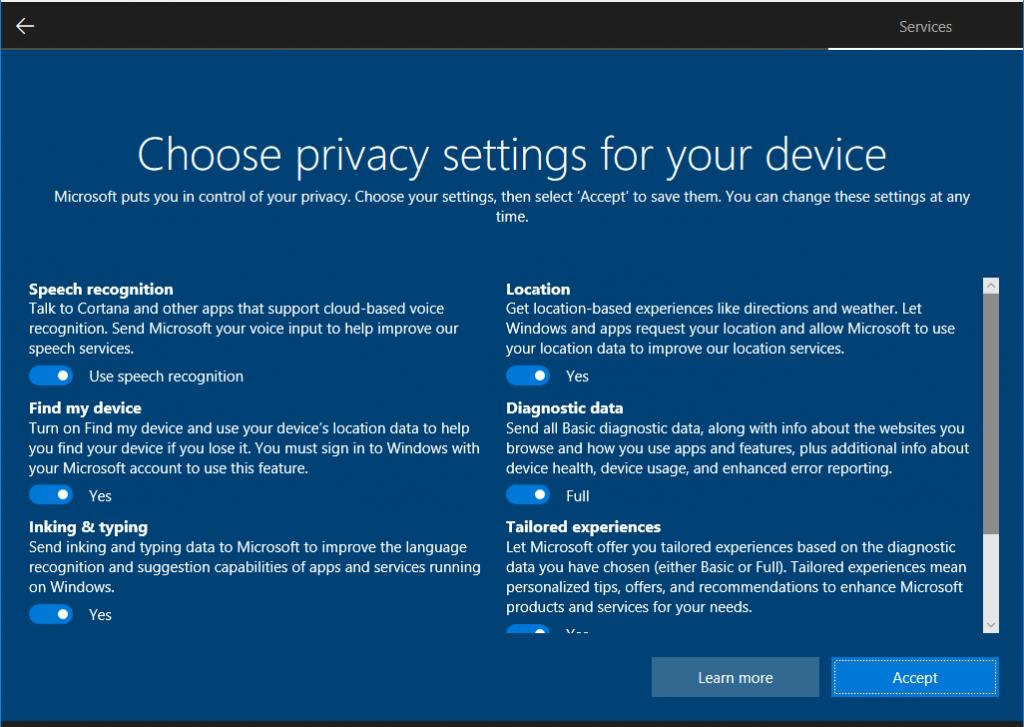 Services
Choose privacy settings for your device
Microsoft puts you in control of your privacy. Choose your settings, then select ‘Accept’ to save them. You can change these settings at any
time.
Speech recognition
Talk to Cortana and other apps that support cloud-based voice
recognition. Send Microsoft your voice input to help improve our
speech services.
Use speech recognition
Location
Get location-based experiences like directions and weather. Let
Windows and apps request your location and allow Microsoft to use
your location data to improve our location services.
Yes
Find my device
Turn on Find my device and use your device’s location data to help
you find your device if you lose it. You must sign in to Windows with
your Microsoft account to use this feature.
Yes
Diagnostic data
Send all Basic diagnostic data, along with info about the websites you
browse and how you use apps and features, plus additional info about
device health, device usage, and enhanced error reporting.
Full
Inking & typing
Send inking and typing data to Microsoft to improve the language
recognition and suggestion capabilities of apps and services running
on Windows.
Yes
Tailored experiences
Let Microsoft offer you tailored experiences based on the diagnostic
data you have chosen (either Basic or Full). Tailored experiences mean
personalized tips, offers, and recommendations to enhance Microsoft
products and services for your needs.
Yes
Learn more
Accept